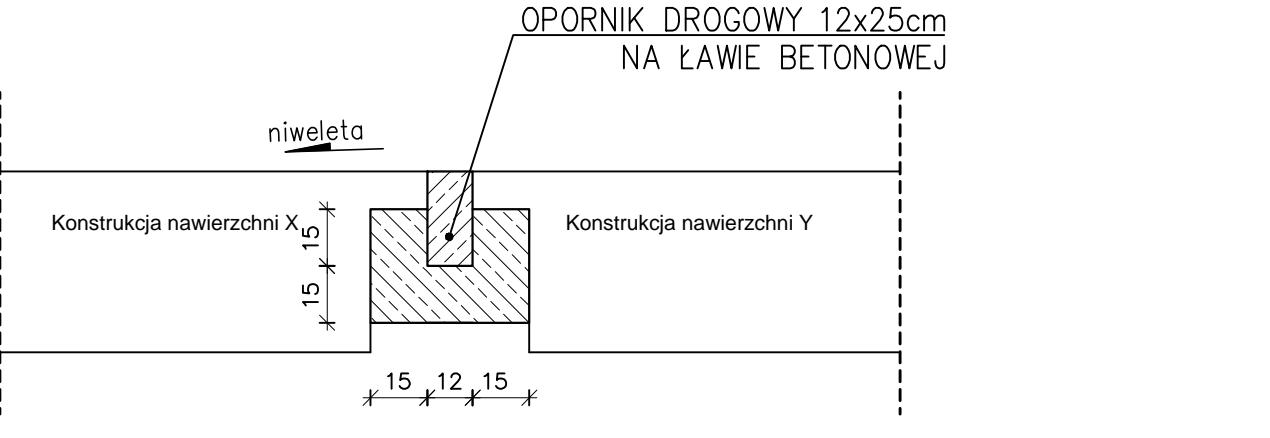 OPORNIK DROGOWY 12x25cm
NA ŁAWIE BETONOWEJ
niweleta
Konstrukcja nawierzchni X
Konstrukcja nawierzchni Y
15
15
15 12 15